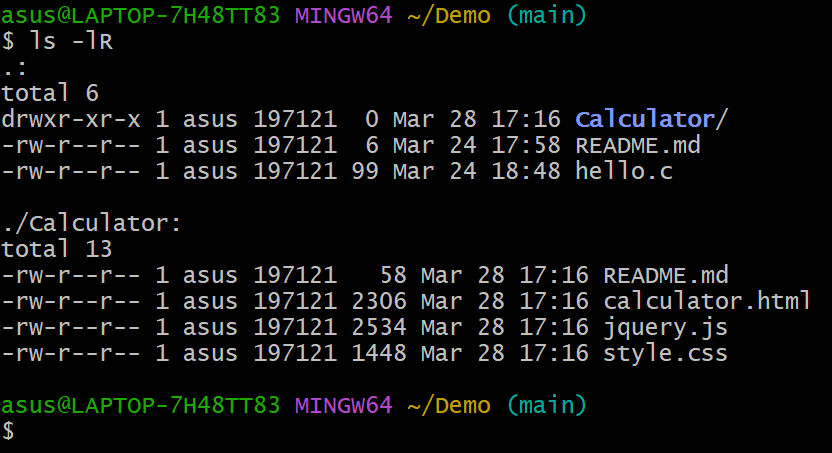 asus@LAPTOP-7H48TT83 MINGW64 ~/Demo (main)
$ ls -lR
.:
total 6
drwxr-xr-x 1 asus 197121  0 Mar 28 17:16 Calculator/
-rw-r--r-- 1 asus 197121  6 Mar 24 17:58 README.md
-rw-r--r-- 1 asus 197121 99 Mar 24 18:48 hello.c

./Calculator:
total 13
-rw-r--r-- 1 asus 197121   58 Mar 28 17:16 README.md
-rw-r--r-- 1 asus 197121 2306 Mar 28 17:16 calculator.html
-rw-r--r-- 1 asus 197121 2534 Mar 28 17:16 jquery.js
-rw-r--r-- 1 asus 197121 1448 Mar 28 17:16 style.css

asus@LAPTOP-7H48TT83 MINGW64 ~/Demo (main)
$